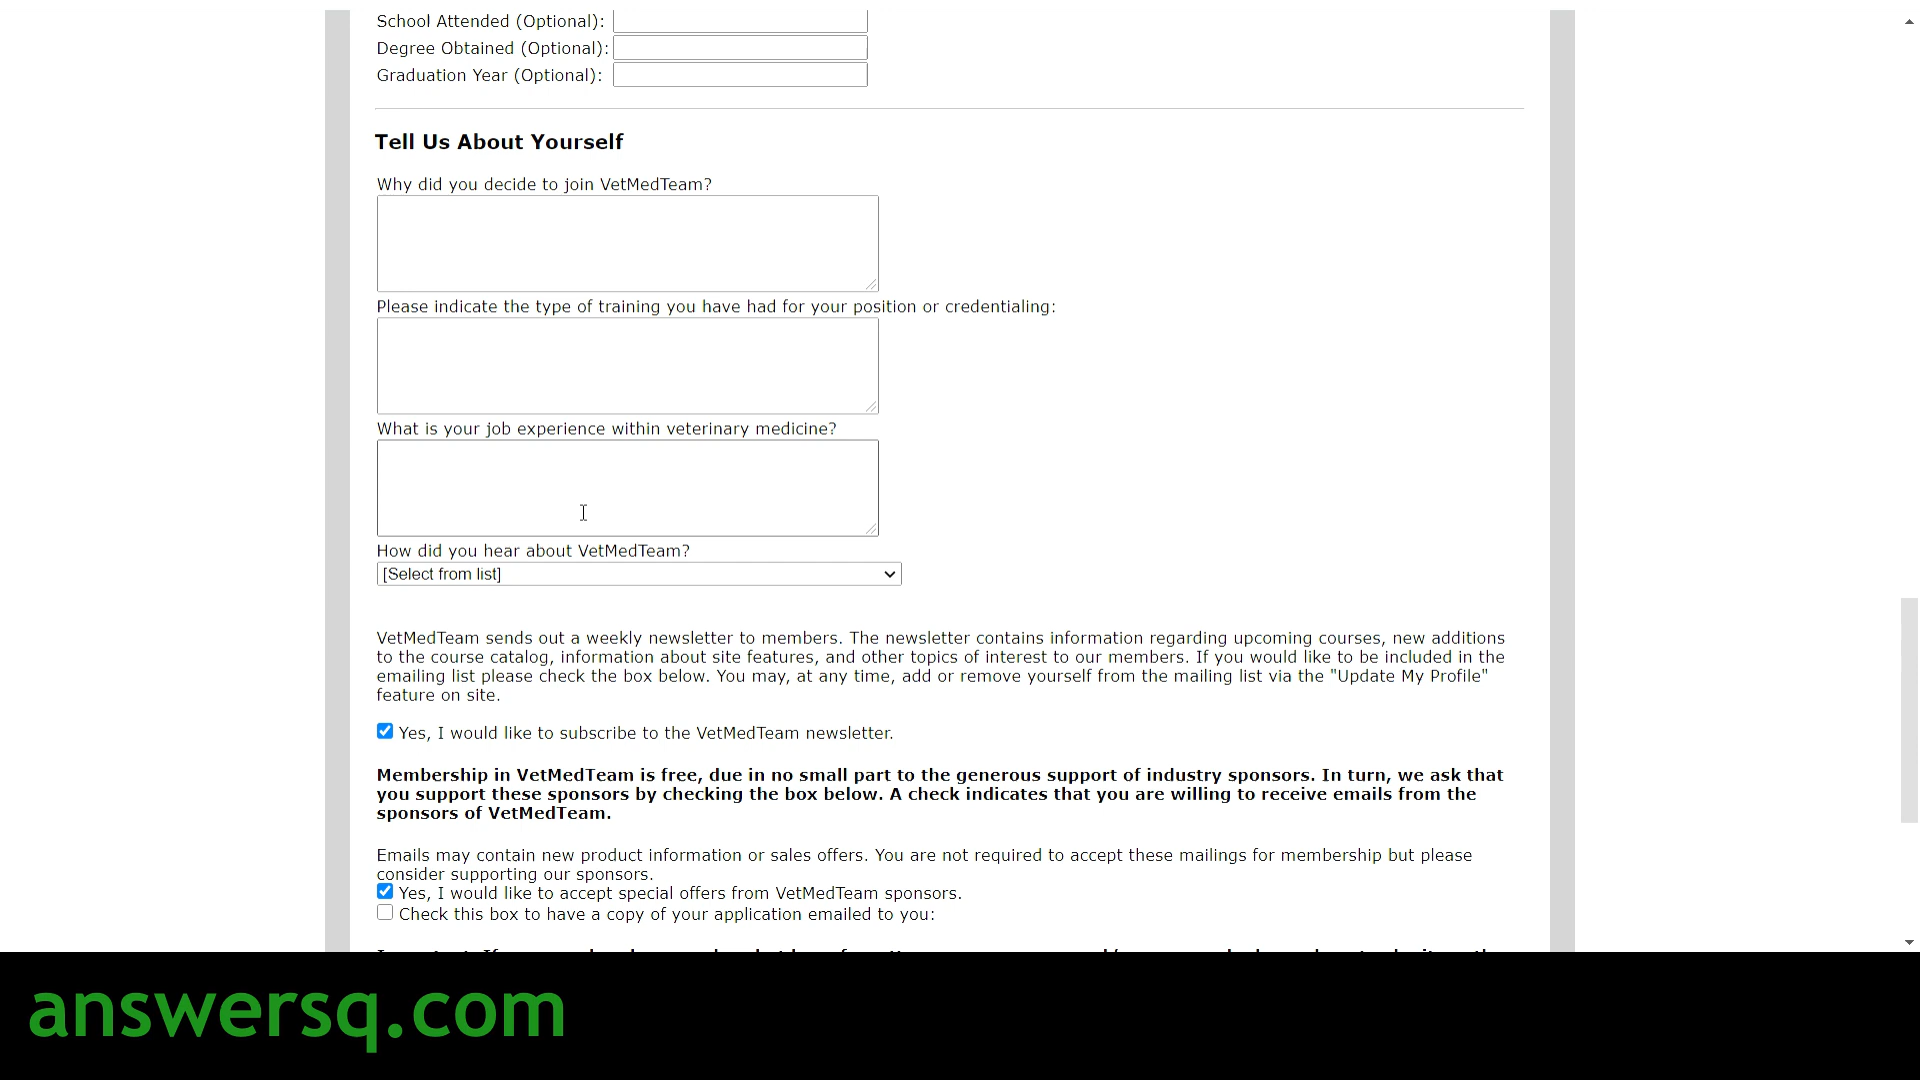 School Attended (Optional):
Degree Obtained (Optional):
Graduation Year (Optional):
Tell Us About Yourself
Why did you decide to join VetMedTeam?
Please indicate the type of training you have had for your position or credentialing:
What is your job experience within veterinary medicine?
How did you hear about VetMedTeam?
[Select from list]
VetMedTeam sends out a weekly newsletter to members. The newsletter contains information regarding upcoming courses, new additions
to the course catalog, information about site features, and other topics of interest to our members. If you would like to be included in the
emailing list please check the box below. You may, at any time, add or remove yourself from the mailing list via the "Update My Profile"
feature on site.
Yes, I would like to subscribe to the VetMedTeam newsletter.
Membership in VetMedTeam is free, due in no small part to the generous support of industry sponsors. In turn, we ask that
you support these sponsors by checking the box below. A check indicates that you are willing to receive emails from the
sponsors of VetMedTeam.
Emails may contain new product information or sales offers. You are not required to accept these mailings for membership but please
consider supporting our sponsors.
Yes, I would like to accept special offers from VetMedTeam sponsors.
Check this box to have a copy of your application emailed to you:
answersq.com